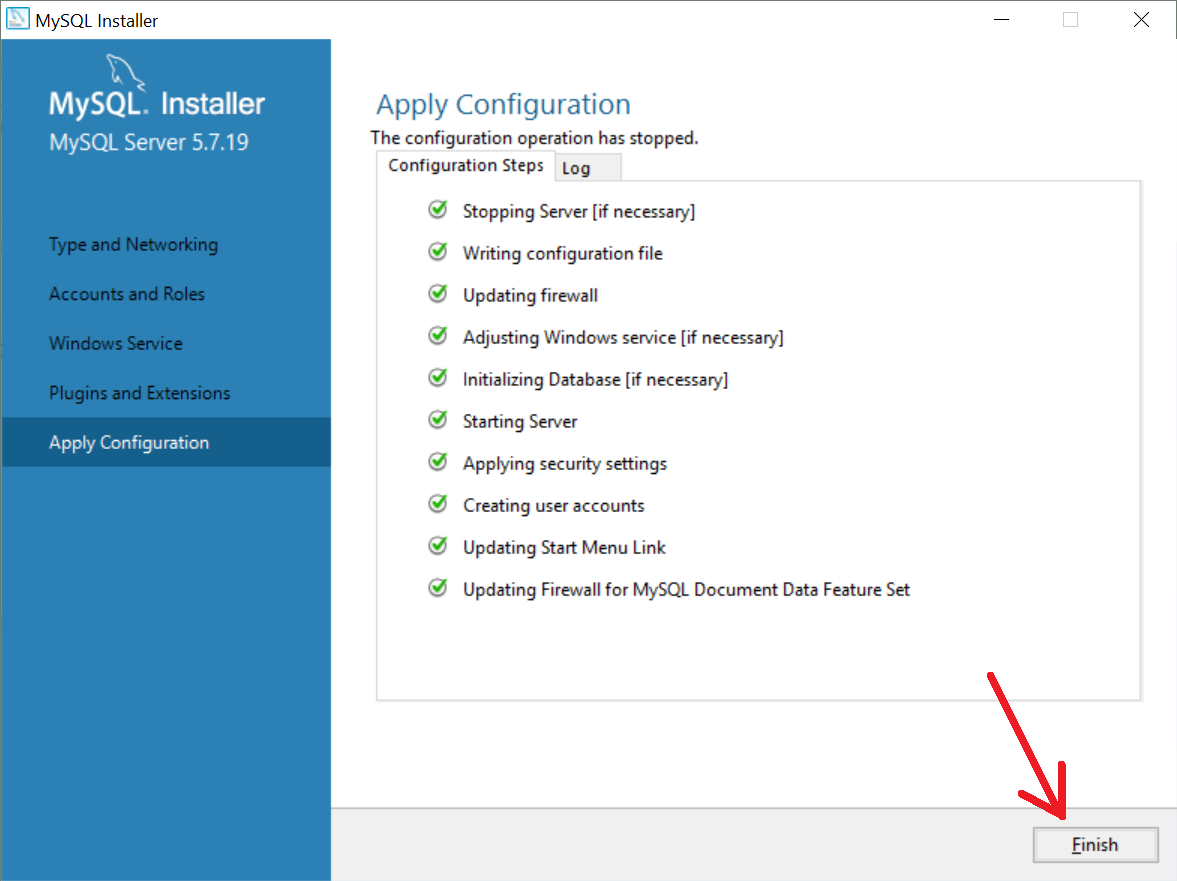 MySQL Installer
MySQL. Installer
MySQL Server 5.7.19
Type and Networking
Accounts and Roles
Windows Service
Plugins and Extensions
Apply Configuration
Apply Configuration
The configuration operation has stopped.
Configuration Steps Log
Stopping Server [if necessary]
Writing configuration file
Updating firewall
Adjusting Windows service [if necessary]
Initializing Database [if necessary]
Starting Server
Applying security settings
Creating user accounts
Updating Start Menu Link
Updating Firewall for MySQL Document Data Feature Set
Finish